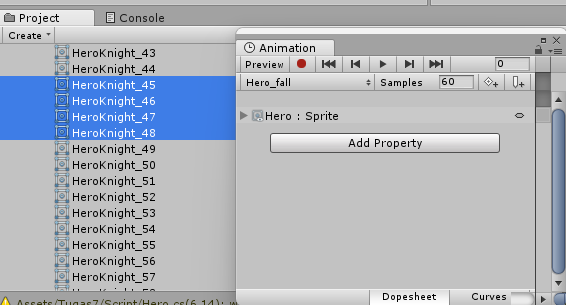 Project
Console
Create
HeroKnight_43
HeroKnight_44
HeroKnight_45
HeroKnight_46
HeroKnight_47
HeroKnight_48
HeroKnight_49
HeroKnight_50
HeroKnight_51
HeroKnight_52
HeroKnight_53
HeroKnight_54
HeroKnight_55
HeroKnight_56
HeroKnight_57
Assets/Tugas7/Script/Hero.cs(6,14): w
Animation
Preview
0
Hero_fall
Samples
60
Hero : Sprite
Add Property
Dopesheet
Curves